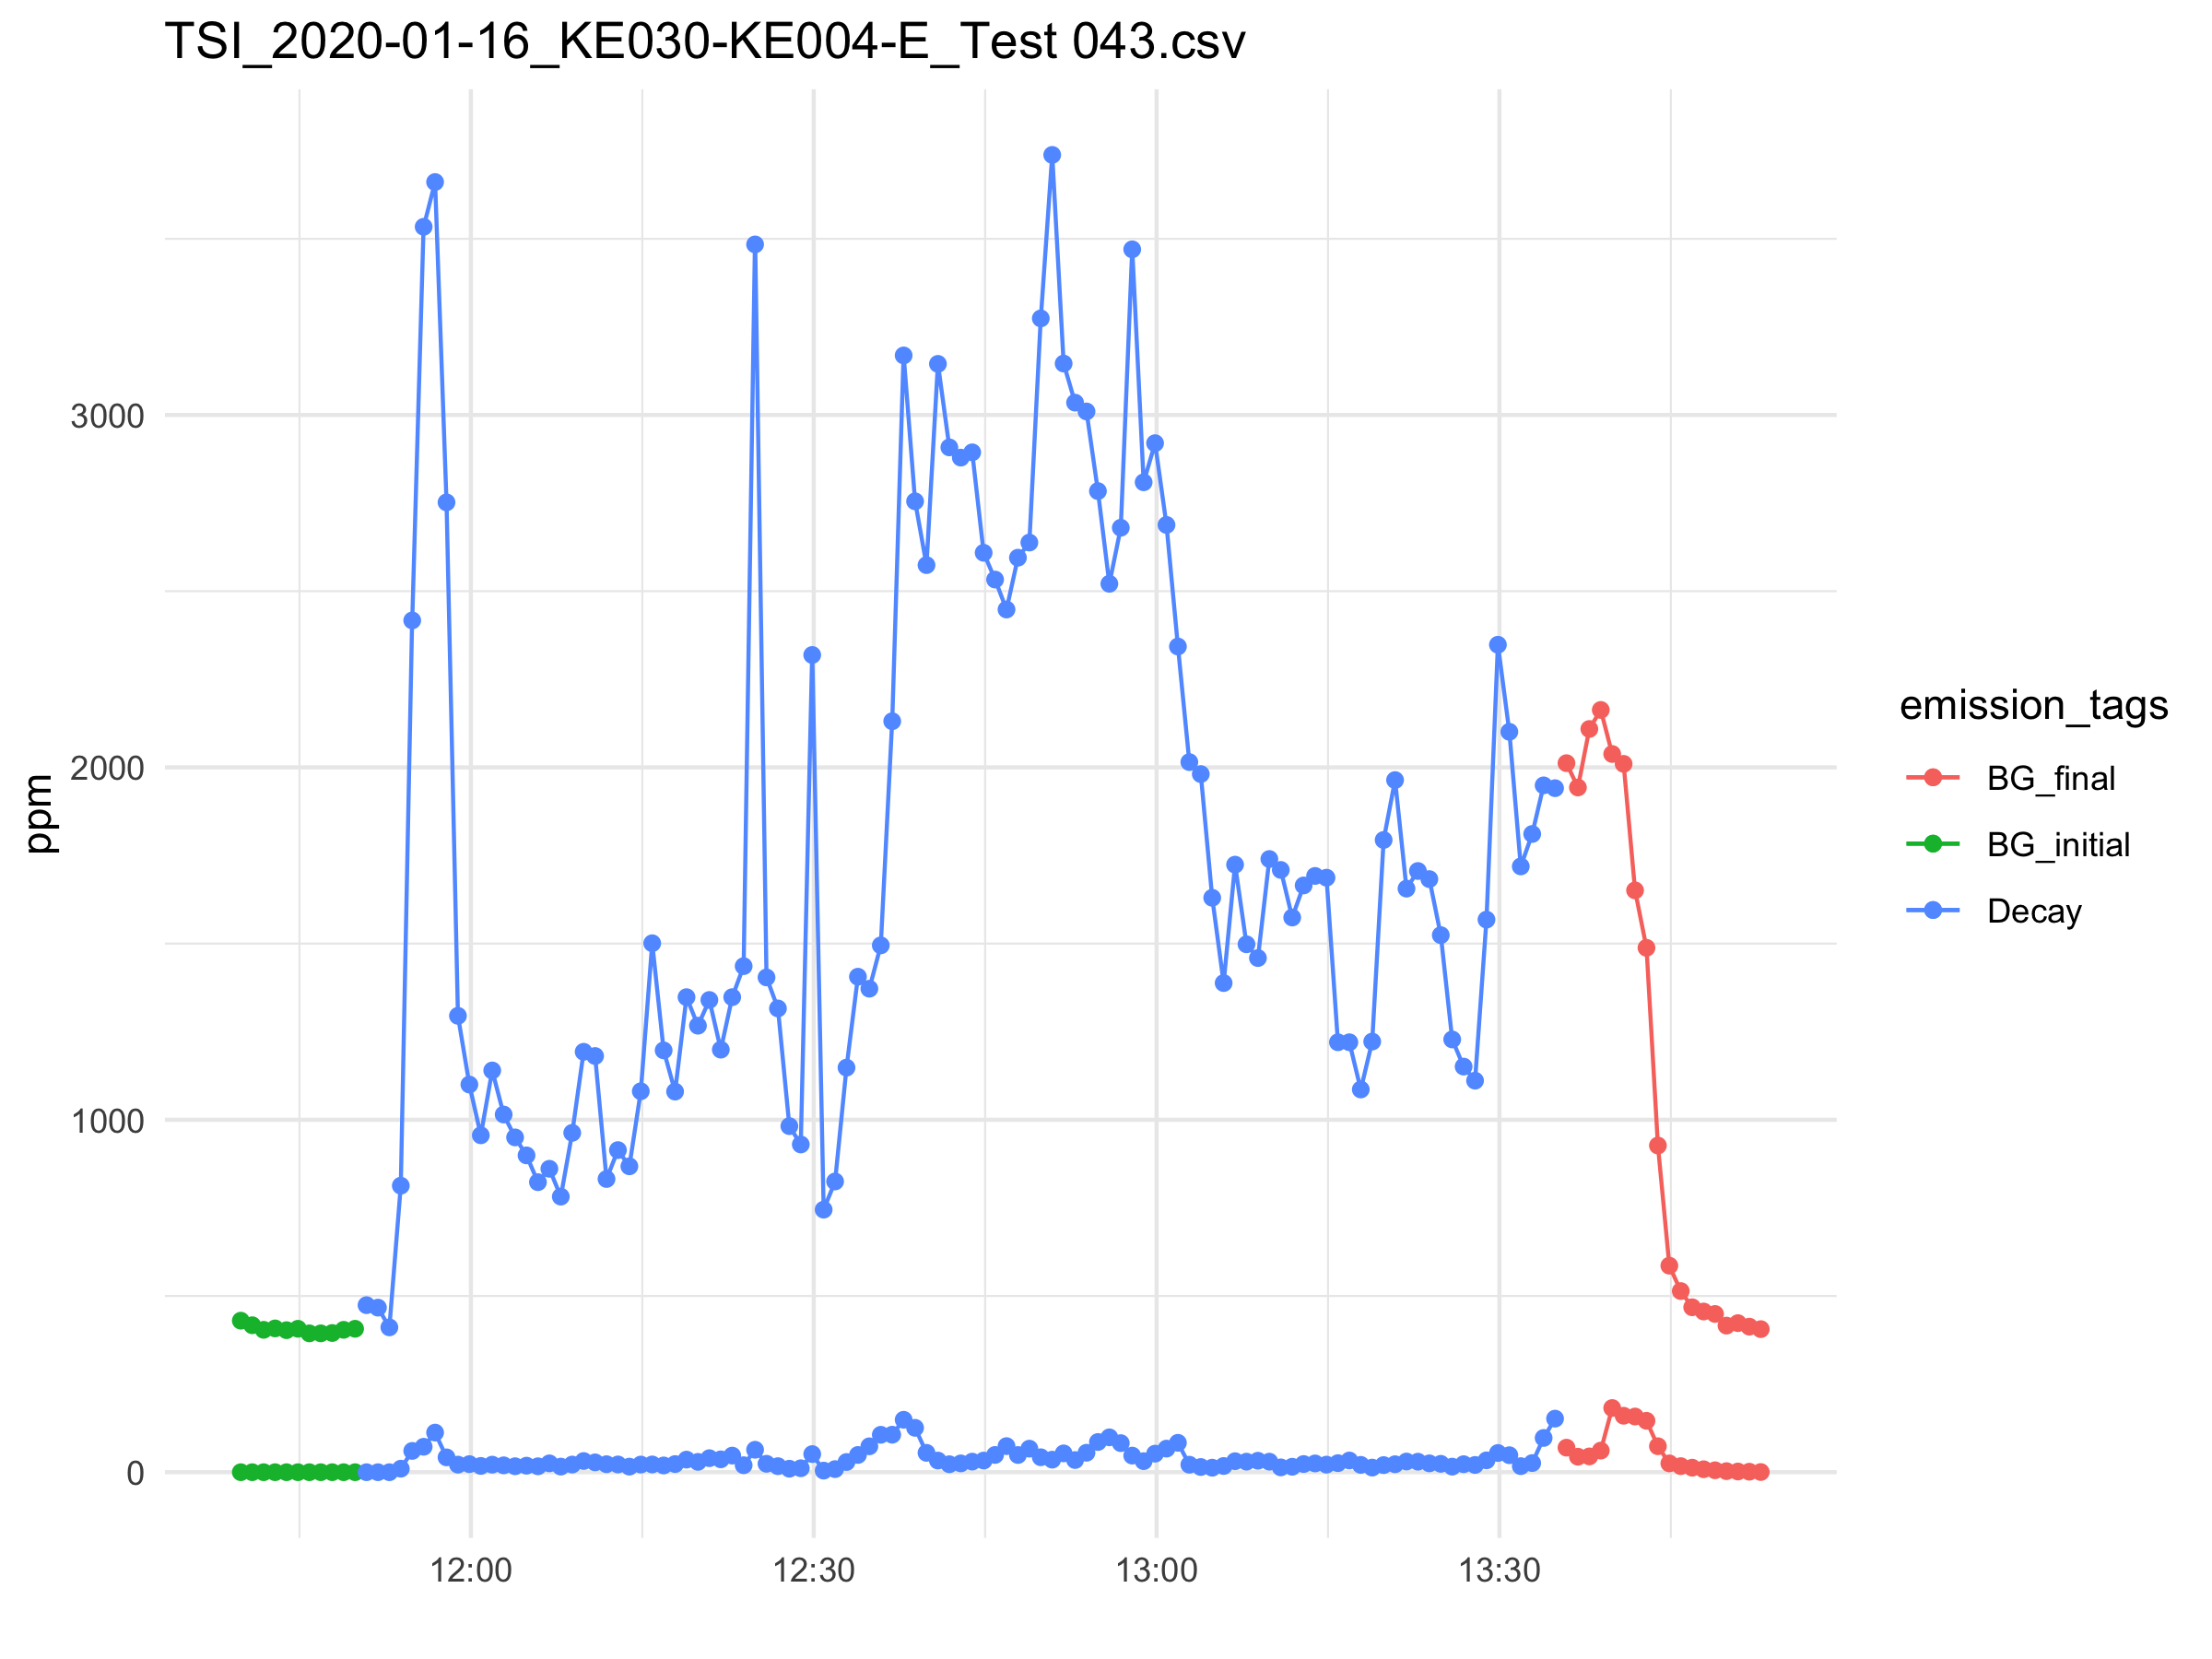 TSI_2020-01-16_KE030-KE004-E_Test 043.csv
ppm
3000
2000
1000
0
12:00
12:30
13:00
13:30
emission_tags
BG_final
BG_initial
Decay